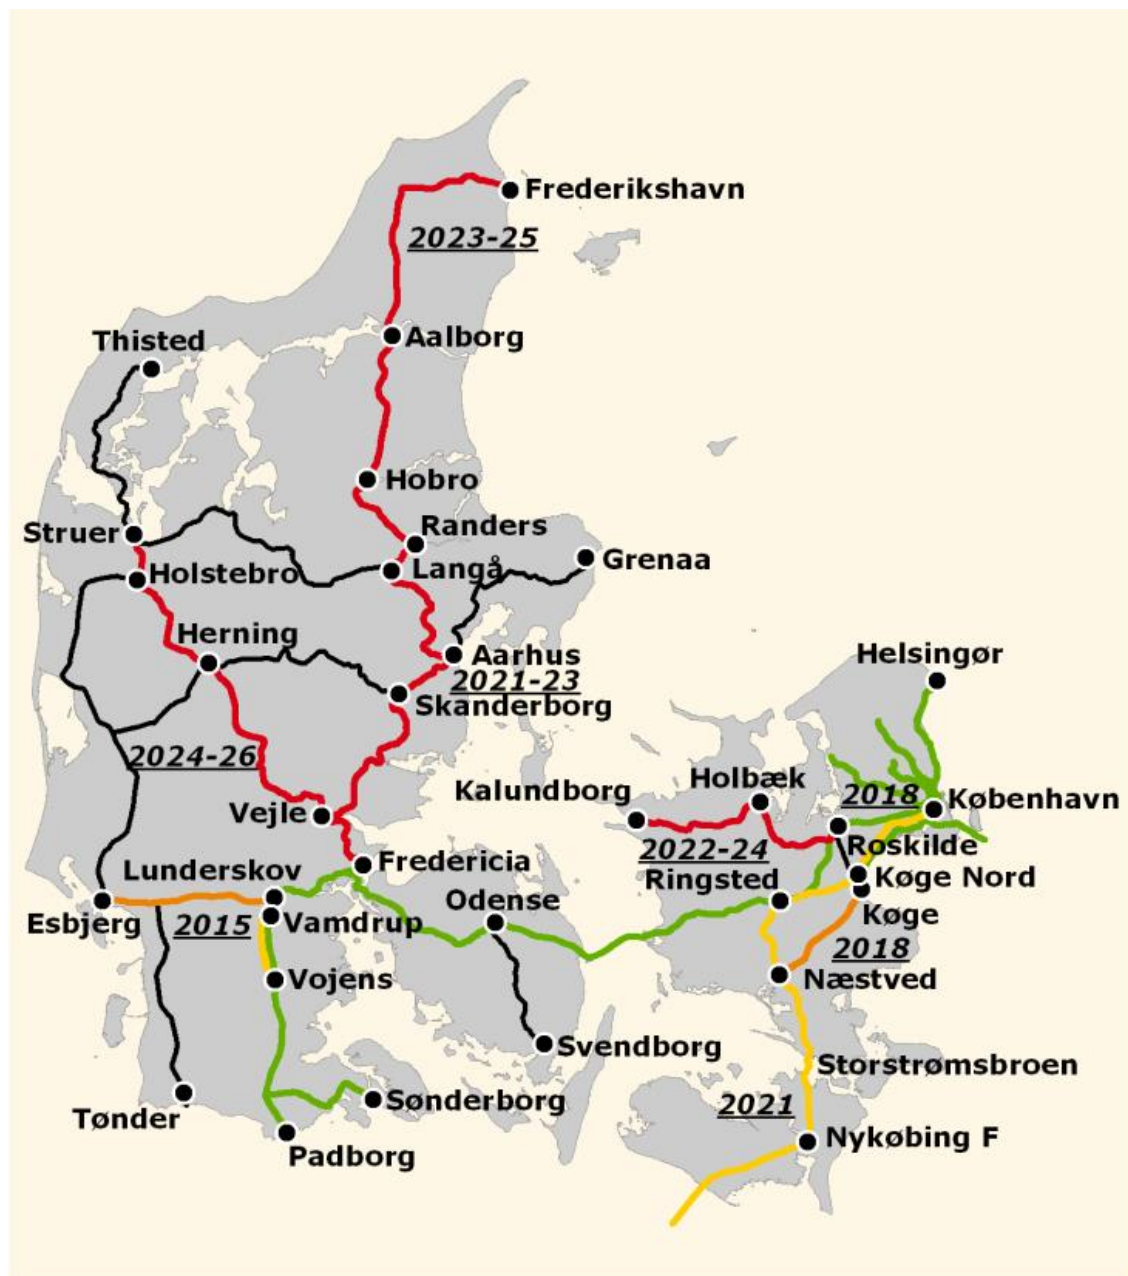 Frederikshavn
2023-25
Thisted
Aalborg
Hobro
Struer
Randers
Holstebro
Langå
Grenaa
Herning
Aarhus
2021-23
Skanderborg
Helsingør
2024-26
Vejle
Kalundborg
Holbæk
2018
København
Lunderskov
Fredericia
2022-24
Roskilde
Ringsted
Køge Nord
Esbjerg
2015
Vamdrup
Odense
Køge
2018
Vojens
Næstved
Svendborg
Storstrømsbroen
Tønder
Sønderborg
2021
Padborg
Nykøbing F